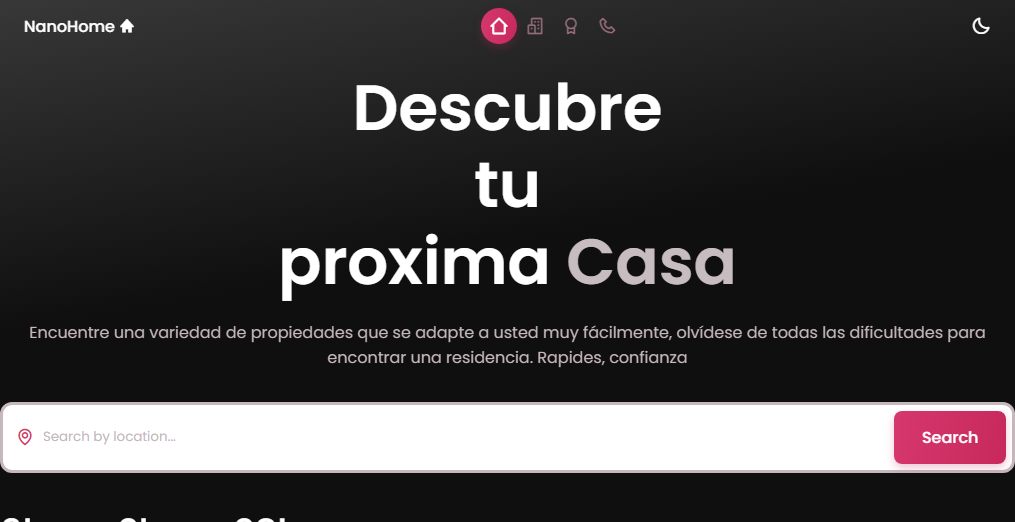 NanoHome
Descubre
tu
proxima Casa
Encuentre una variedad de propiedades que se adapte a usted muy fácilmente, olvídese de todas las dificultades para
encontrar una residencia. Rapides, confianza
Search by location...
Search